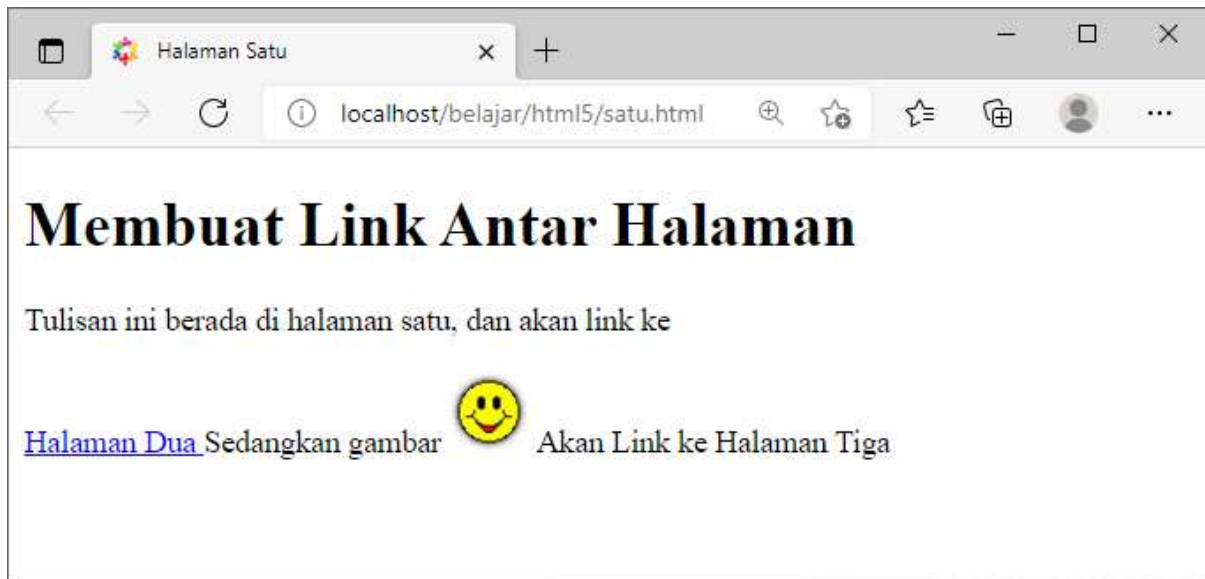 Halaman Satu
localhost/belajar/html5/satu.html
Membuat Link Antar Halaman
Tulisan ini berada di halaman satu, dan akan link ke
Halaman Dua Sedangkan gambar Akan Link ke Halaman Tiga